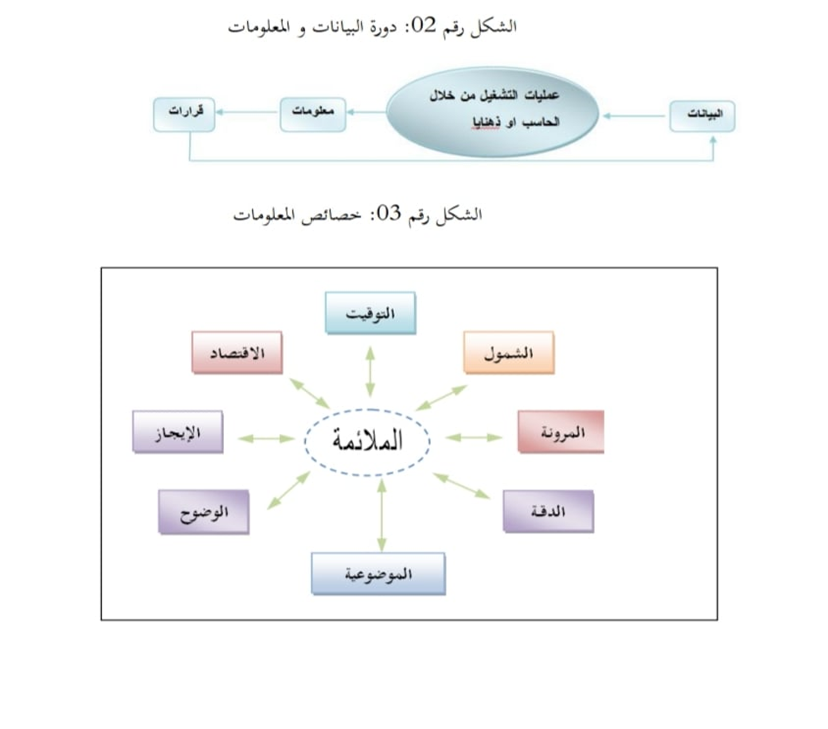 الشكل رقم 02: دورة البيانات و المعلومات
البيانات
عمليات التشغيل من خلال
الحاسب او ذهنايا
معلومات
قرارات
الشكل رقم 03: خصائص المعلومات
التوقيت
الشمول
الاقتصاد
المرونة
الملائمة
الإيجاز
الدقة
الوضوح
الموضوعية